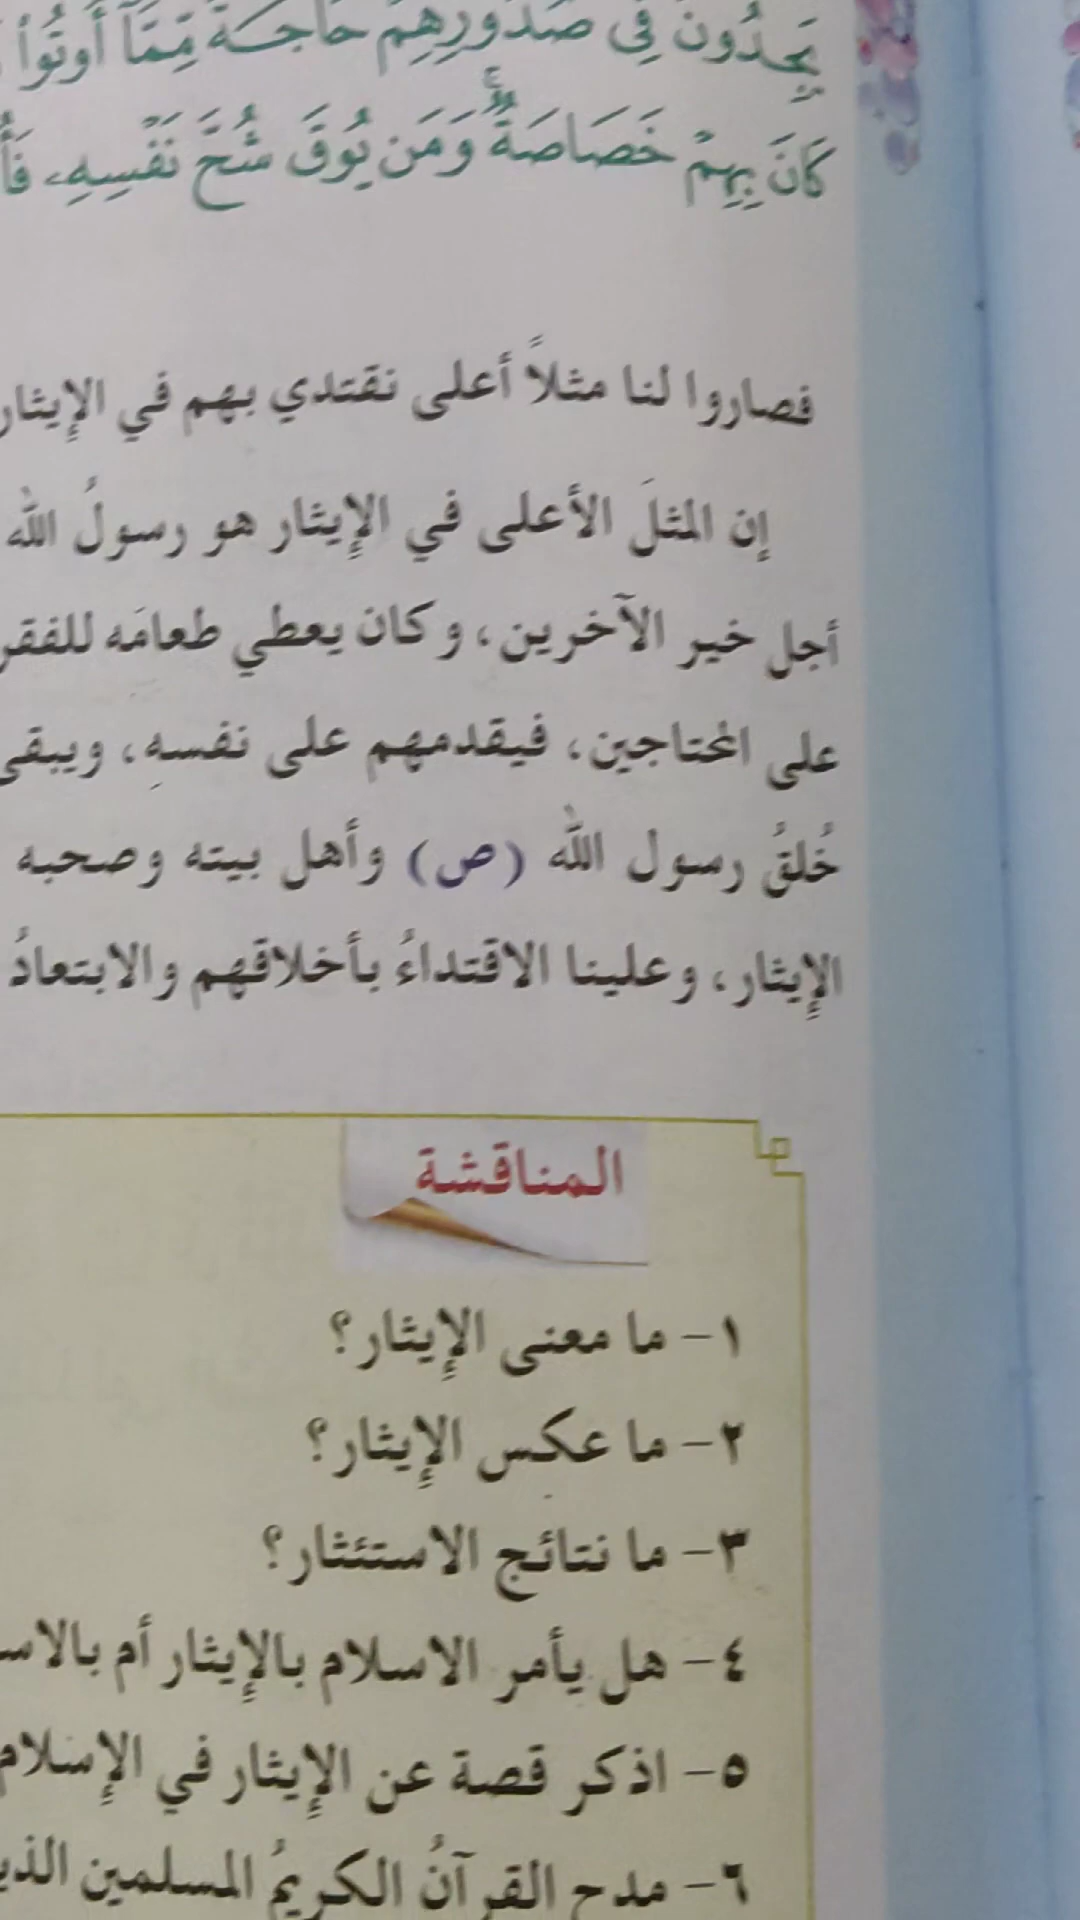 يَجِدُونَ فِي صُدُورِهِمْ حَاجَةً مِّمَّا أُوتُوا
كَانَ بِهِمْ خَصَاصَةٌ ۚ وَمَن يُوقَ شُحَّ نَفْسِهِ
فصاروا لنا مثلاً أعلى نقتدي بهم في الإيثار
إن المثلَ الأعلى في الإيثار هو رسولُ الله
أجل خير الآخرين، وكان يعطي طعامَه
على المحتاجين، فيقدمهم على نفسهِ، ويبقى
خُلقُ رسول الله (ص) وأهل بيته وصحبه
الإيثار، وعلينا الاقتداءُ بأخلاقهم والابتعادُ
المناقشة
١- ما معنى الإيثار؟
٢- ما عكس الإيثار؟
٣- ما نتائج الاستئثار؟
٤- هل يأمر الاسلام بالإيثار أم
٥- اذكر قصة عن الإيثار في الإسلام
٦- مدح القرآنُ الكريمُ المسلمين